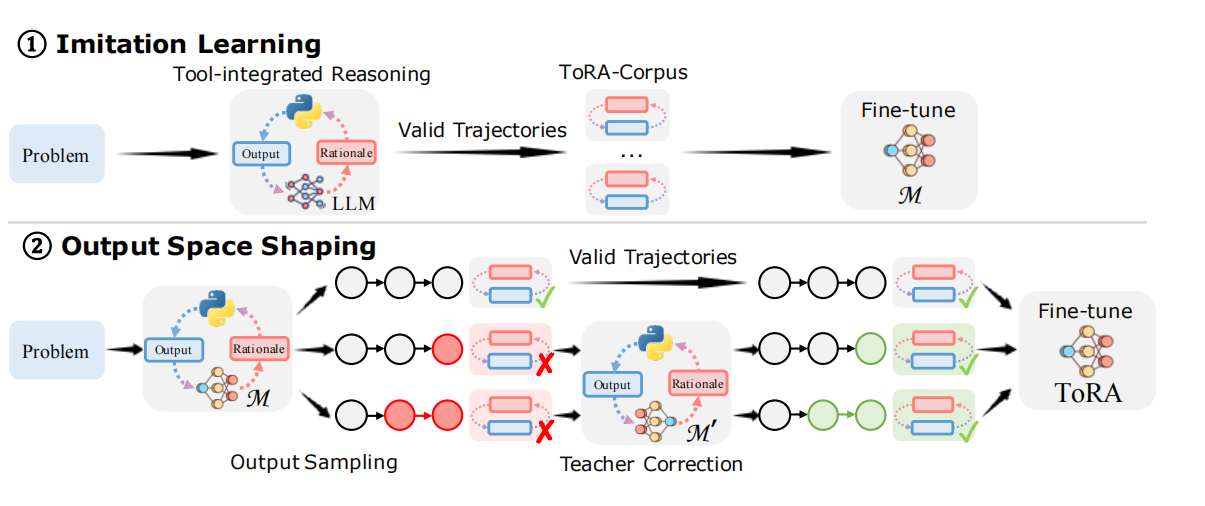 ① Imitation Learning
Tool-integrated Reasoning
ToRA-Corpus
Problem
Output
Rationale
LLM
Valid Trajectories
...
Fine-tune
M
② Output Space Shaping
Valid Trajectories
Problem
Output
Rationale
M
Output
Rationale
M′
Fine-tune
ToRA
Output Sampling
Teacher Correction